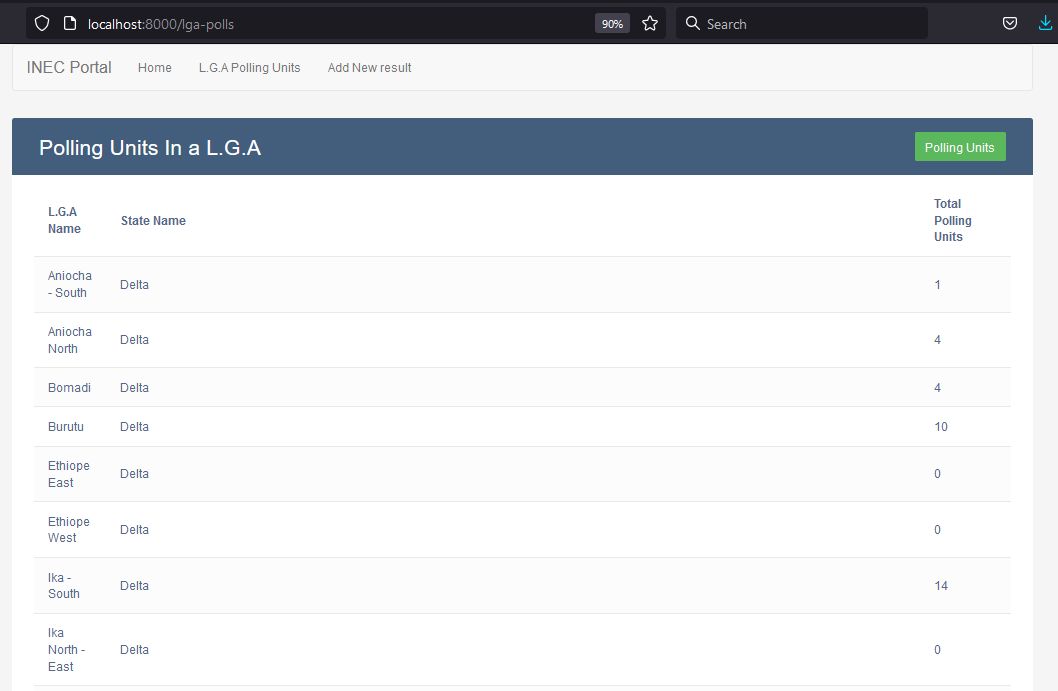 localhost:8000/lga-polls 90% Search
INEC Portal Home L.G.A Polling Units Add New result
Polling Units In a L.G.A Polling Units
L.G.A
Name
State Name
Total
Polling
Units
Aniocha
- South
Delta
1
Aniocha
North
Delta
4
Bomadi Delta 4
Burutu Delta 10
Ethiope
East
Delta
0
Ethiope
West
Delta
0
Ika -
South
Delta
14
Ika
North -
East
Delta
0